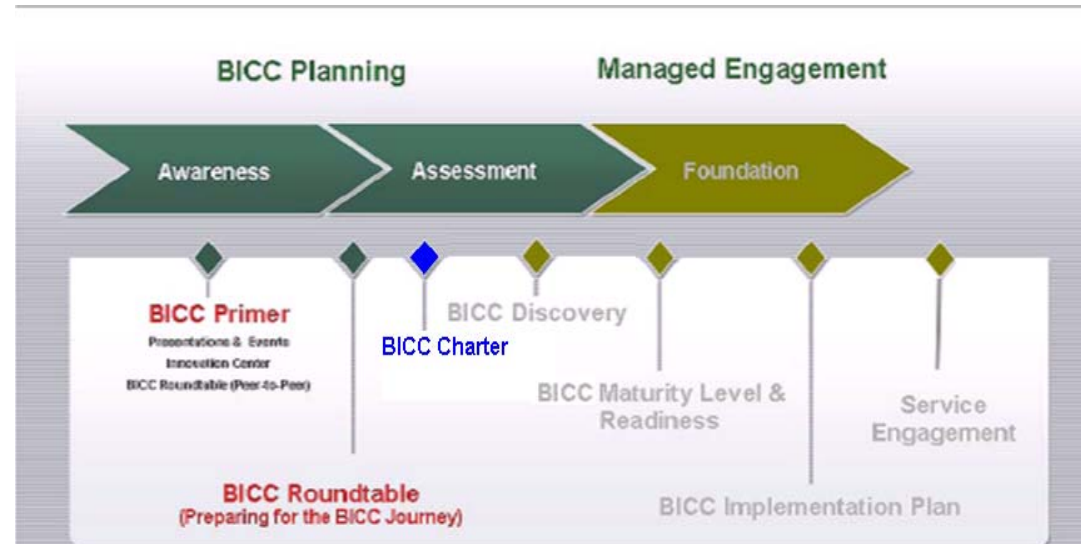 BICC Planning
Managed Engagement
Awareness
Assessment
Foundation
BICC Primer
Presentations & Events
Innovation Center
BICC Roundtable (Peer-to-Peer)
BICC Charter
BICC Discovery
BICC Maturity Level &
Readiness
Service
Engagement
BICC Roundtable
(Preparing for the BICC Journey)
BICC Implementation Plan